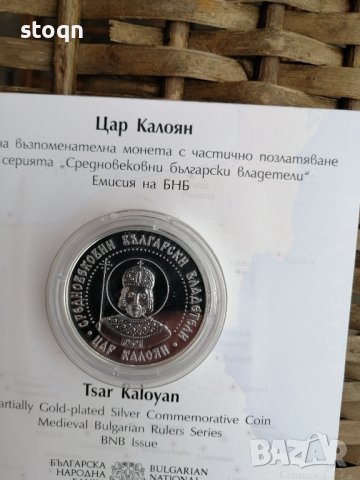 stoqn
Цар Калоян
на възпоменателна монета с частично позлатяване
серията „Средновековни български владетели“
Емисия на БНБ
СРЕДНОВЕКОВНИ БЪЛГАРСКИ ВЛАДЕТЕЛИ
ЦАР КАЛОЯН
Tsar Kaloyan
artially Gold-plated Silver Commemorative Coin
Medieval Bulgarian Rulers Series
BNB Issue
БЪЛГАРСКА BULGARIAN
НАРОДНА NATIONAL
BAZAR